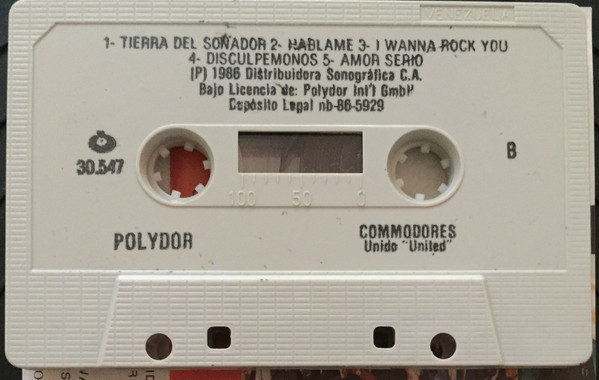 VENEZUELA
1- TIERRA DEL SOÑADOR 2- HABLAME 3- I WANNA ROCK YOU
4- DISCULPEMONOS 5- AMOR SERIO
(P) 1986 Distribuidora Sonográfica C.A.
Bajo Licencia de: Polydor Int'l GmbH
Depósito Legal nb-86-5929
30.547
B
100 50 0
POLYDOR
COMMODORES
Unido "United"